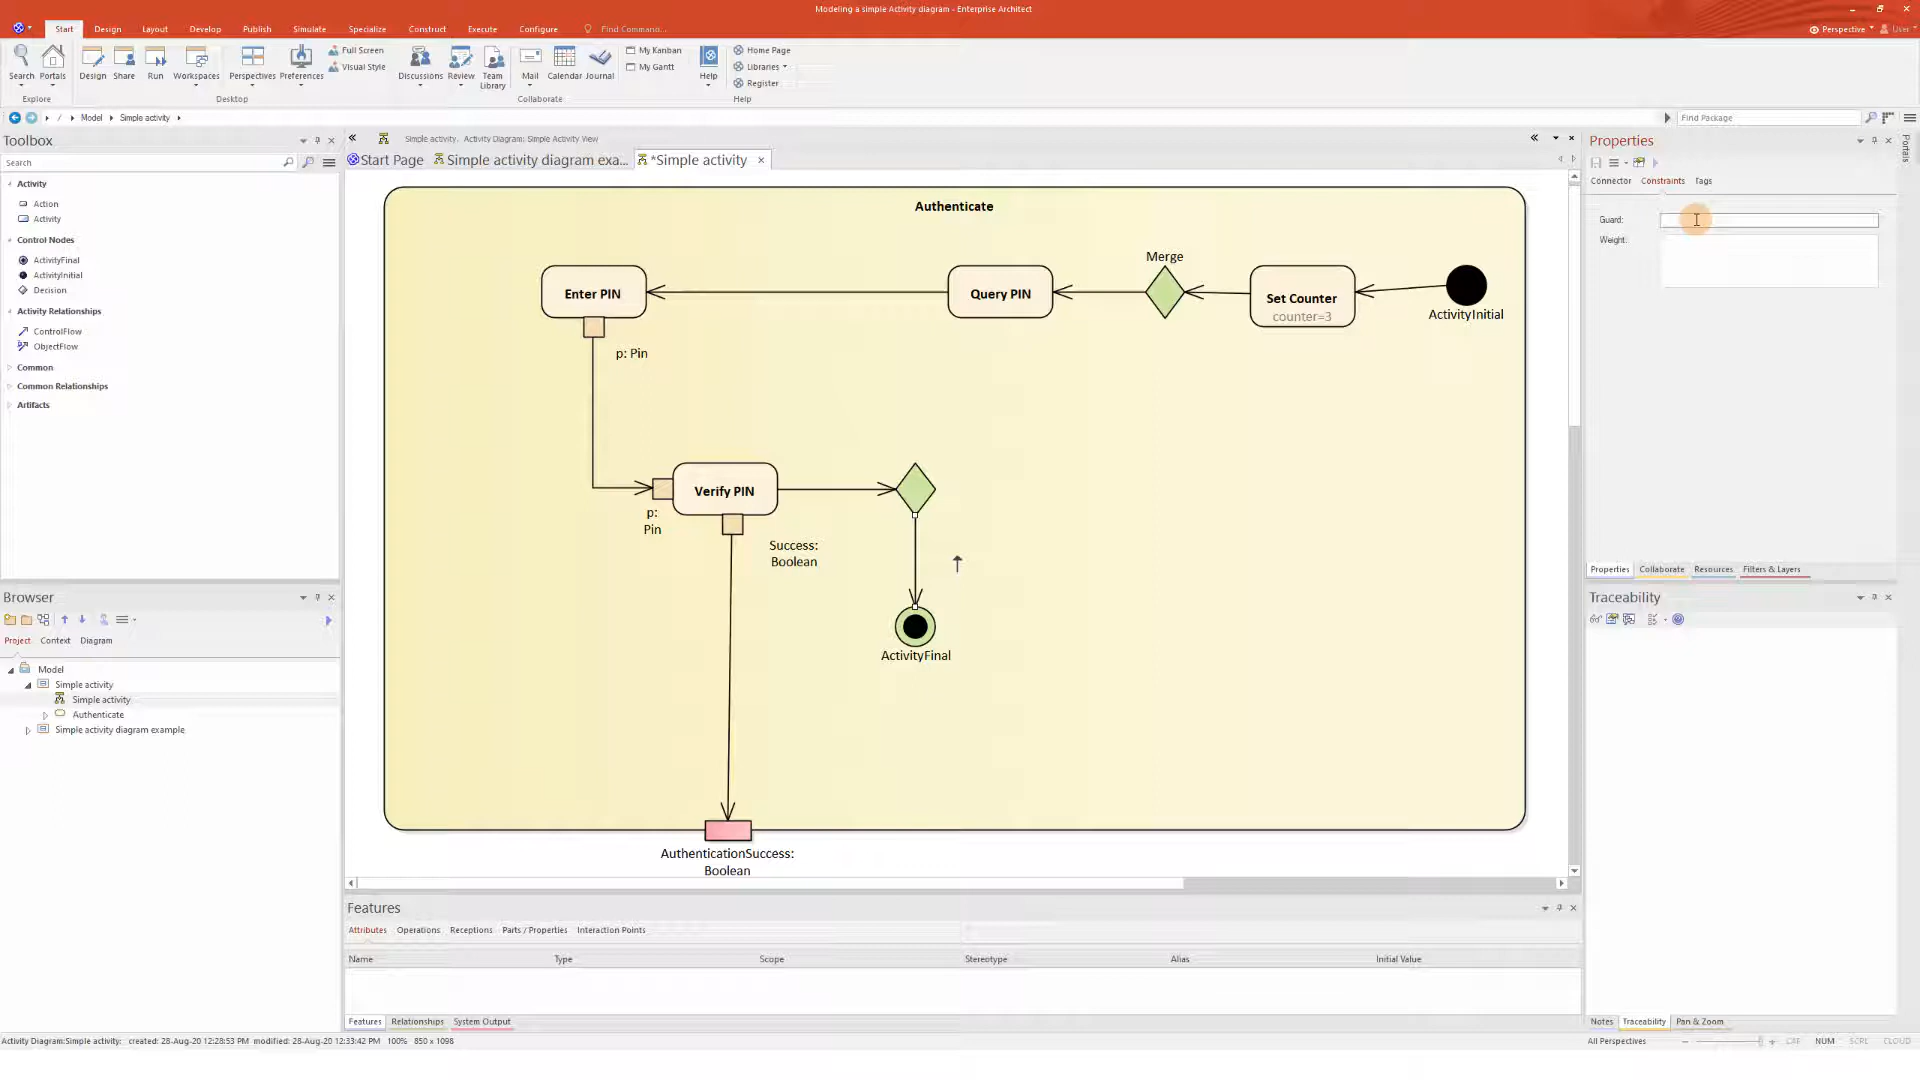 Modeling a simple Activity diagram - Enterprise Architect
Start Design Layout Develop Publish Simulate Specialize Construct Execute Configure Find Comman... Perspective User
Search Portals Design Share Run Workspaces Perspectives Preferences Full Screen Visual Style Discussions Review Team Library Mail Calendar Journal My Kanban My Gantt Help Home Page Libraries Register
Explore Desktop Collaborate Help
/ Model Simple activity Find Package
Toolbox
Search
Activity
Action
Activity
Control Nodes
ActivityFinal
ActivityInitial
Decision
Activity Relationships
ControlFlow
ObjectFlow
Common
Common Relationships
Artifacts
Browser
Project Context Diagram
Model
Simple activity
Simple activity
Authenticate
Simple activity diagram example
Simple activity. Activity Diagram: Simple Activity View
Start Page Simple activity diagram exa... *Simple activity
Authenticate
Merge
Enter PIN Query PIN Set Counter
counter=3
ActivityInitial
p: Pin
Verify PIN
p:
Pin
Success:
Boolean
ActivityFinal
AuthenticationSuccess:
Boolean
Features
Attributes Operations Receptions Parts / Properties Interaction Points
Name Type Scope Stereotype Alias Initial Value
Features Relationships System Output
Properties
Portals
Connector Constraints Tags
Guard:
Weight:
Properties Collaborate Resources Filters & Layers
Traceability
Notes Traceability Pan & Zoom
Activity Diagram:Simple activity: created: 28-Aug-20 12:28:53 PM modified: 28-Aug-20 12:33:42 PM 100% 850 x 1098
All Perspectives CAP NUM SCRL CLOUD